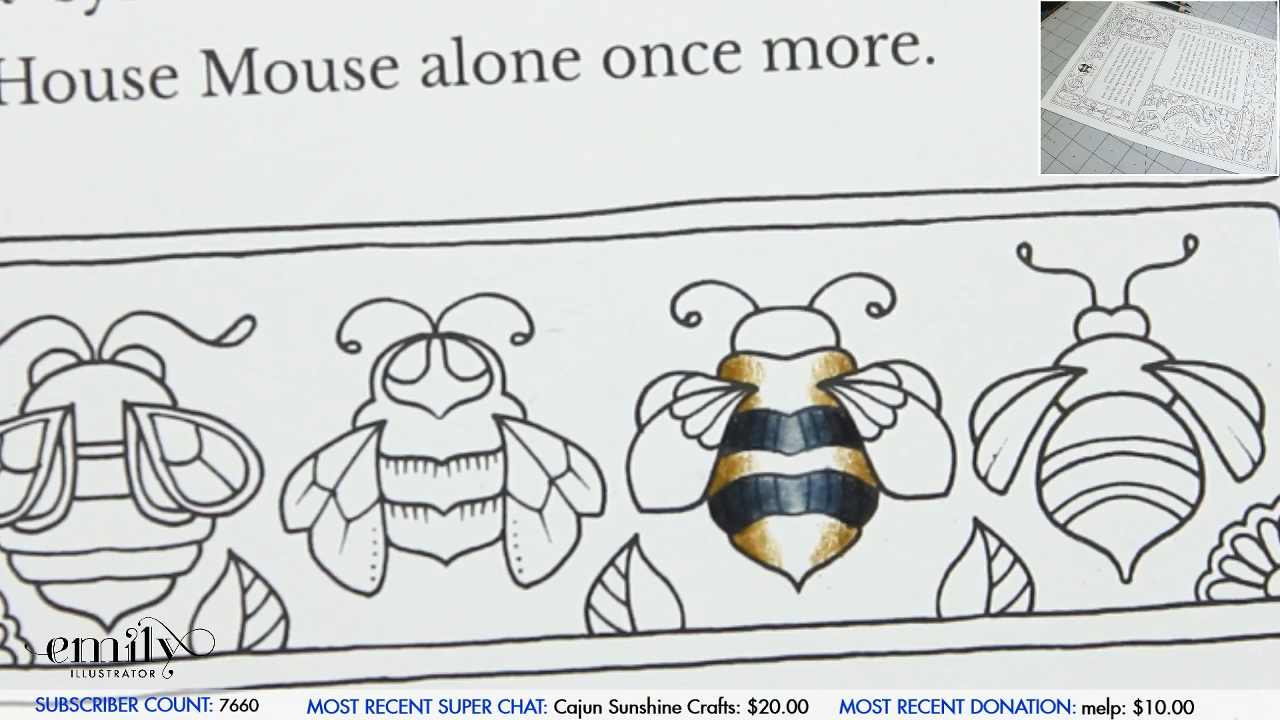 House Mouse alone once more.
emily
ILLUSTRATOR
SUBSCRIBER COUNT: 7660 MOST RECENT SUPER CHAT: Cajun Sunshine Crafts: $20.00 MOST RECENT DONATION: melp: $10.00